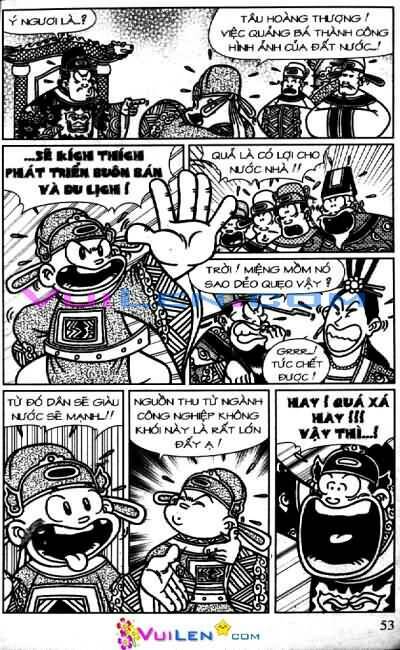 Ý NGƯƠI LÀ...?
TÂU HOÀNG THƯỢNG !
VIỆC QUẢNG BÁ THÀNH CÔNG
HÌNH ẢNH CỦA ĐẤT NƯỚC...!
...SẼ KÍCH THÍCH
PHÁT TRIỂN BUÔN BÁN
VÀ DU LỊCH !
QUẢ LÀ CÓ LỢI CHO
NƯỚC NHÀ !!
TRỜI ! MIỆNG MỒM NÓ
SAO DẺO QUẸO VẬY ?
VUILEN.COM
GRRR...!
TỨC CHẾT
ĐƯỢC !
TỪ ĐÓ DÂN SẼ GIÀU
NƯỚC SẼ MẠNH...!!
NGUỒN THU TỪ NGÀNH
CÔNG NGHIỆP KHÔNG
KHÓI NÀY LÀ RẤT LỚN
ĐẤY Ạ !
HAY ! QUÁ XÁ
HAY !!!
VẬY THÌ...!
53
VUILEN.COM